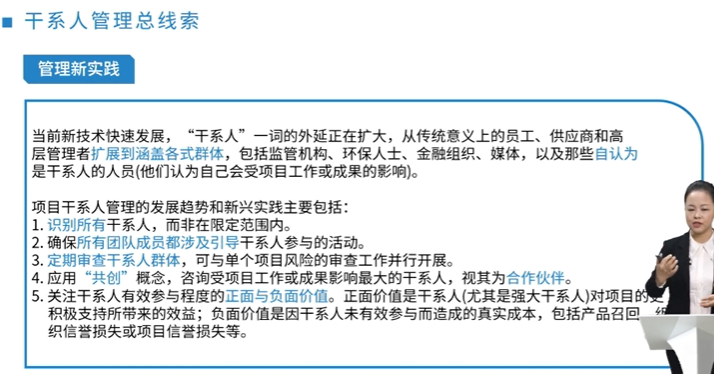 干系人管理总线索
管理新实践
当前新技术快速发展，“干系人”一词的外延正在扩大，从传统意义上的员工、供应商和高
层管理者扩展到涵盖各式群体，包括监管机构、环保人士、金融组织、媒体，以及那些自认为
是干系人的人员(他们认为自己会受项目工作或成果的影响)。
项目干系人管理的发展趋势和新兴实践主要包括：
1. 识别所有干系人，而非在限定范围内。
2. 确保所有团队成员都涉及引导干系人参与的活动。
3. 定期审查干系人群体，可与单个项目风险的审查工作并行开展。
4. 应用“共创”概念，咨询受项目工作或成果影响最大的干系人，视其为合作伙伴。
5. 关注干系人有效参与程度的正面与负面价值。正面价值是干系人(尤其是强大干系人)对项目的
积极支持所带来的效益；负面价值是因干系人未有效参与而造成的真实成本，包括产品召回、
织信誉损失或项目信誉损失等。